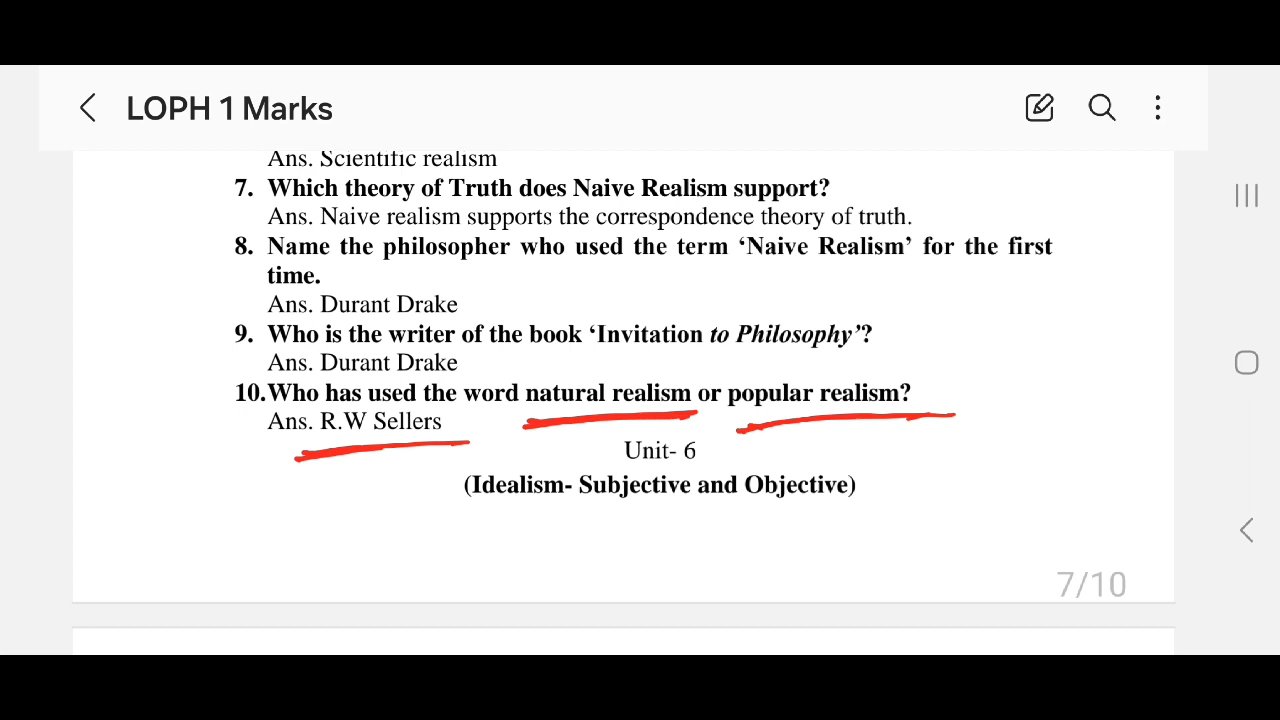 LOPH 1 Marks
Ans. Scientific realism
7. Which theory of Truth does Naive Realism support?
Ans. Naive realism supports the correspondence theory of truth.
8. Name the philosopher who used the term ‘Naive Realism’ for the first
time.
Ans. Durant Drake
9. Who is the writer of the book ‘Invitation to Philosophy’?
Ans. Durant Drake
10.Who has used the word natural realism or popular realism?
Ans. R.W Sellers
Unit- 6
(Idealism- Subjective and Objective)
7/10